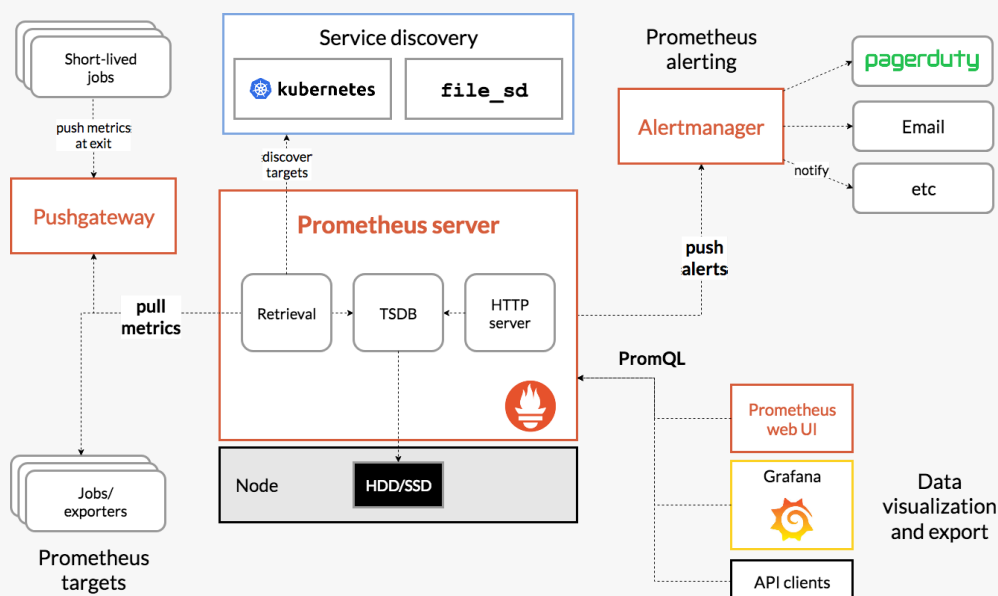 Short-lived
jobs
push metrics
at exit
Pushgateway
Service discovery
kubernetes
file_sd
discover
targets
Prometheus
alerting
Alertmanager
pagerduty
Email
notify
etc
Prometheus server
Retrieval
TSDB
HTTP
server
pull
metrics
push
alerts
PromQL
Node
HDD/SSD
Jobs/
exporters
Prometheus
targets
Prometheus
web UI
Grafana
API clients
Data
visualization
and export